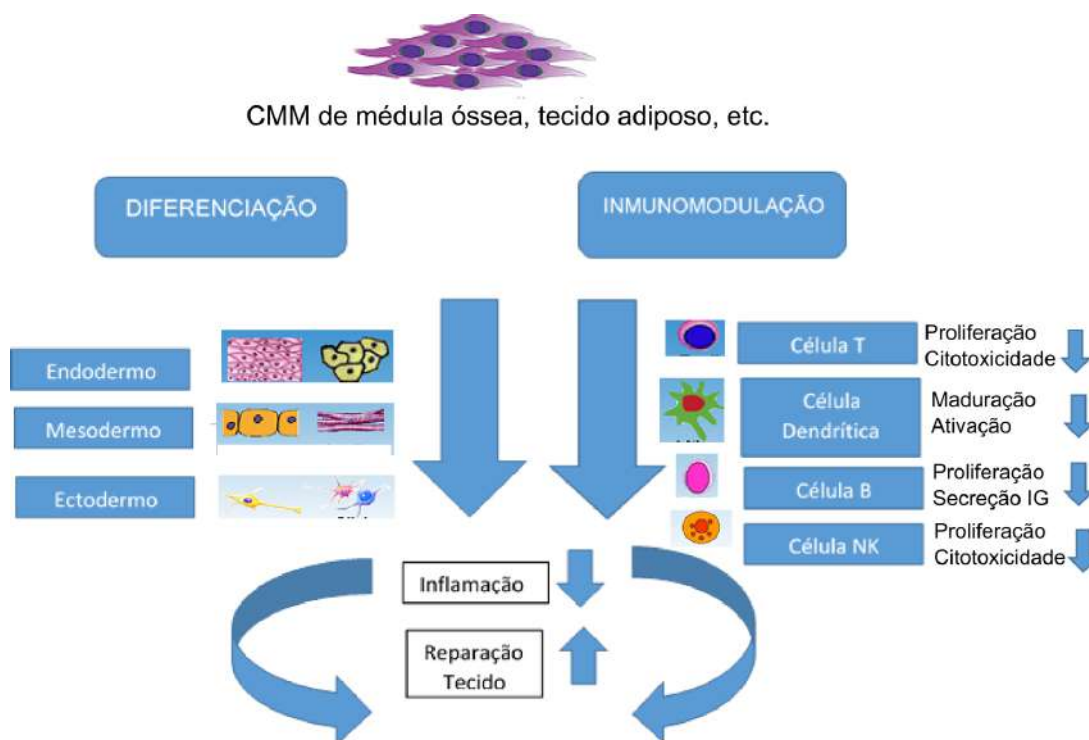 CMM de médula óssea, tecido adiposo, etc.
DIFERENCIAÇÃO
INMUNOMODULAÇÃO
Endodermo
Mesodermo
Ectodermo
Célula T
Proliferação
Citotoxicidade
Célula
Dendrítica
Maduração
Ativação
Célula B
Proliferação
Secreção IG
Célula NK
Proliferação
Citotoxicidade
Inflamação
Reparação
Tecido